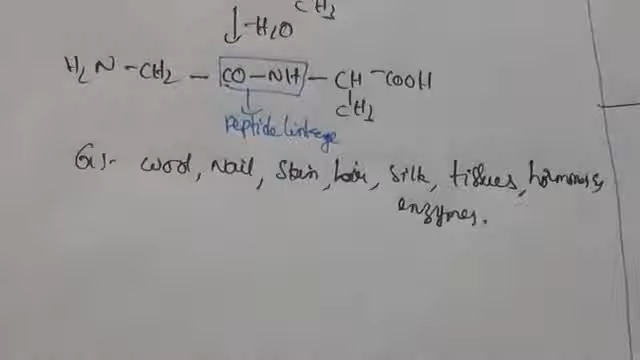 CH3
-H2O
H2N-CH2-CO-NH-CH-COOH
CH3
Peptide linkage
Eg:- wool, Nail, Skin, hair, silk, tissues, hormones,
enzymes.